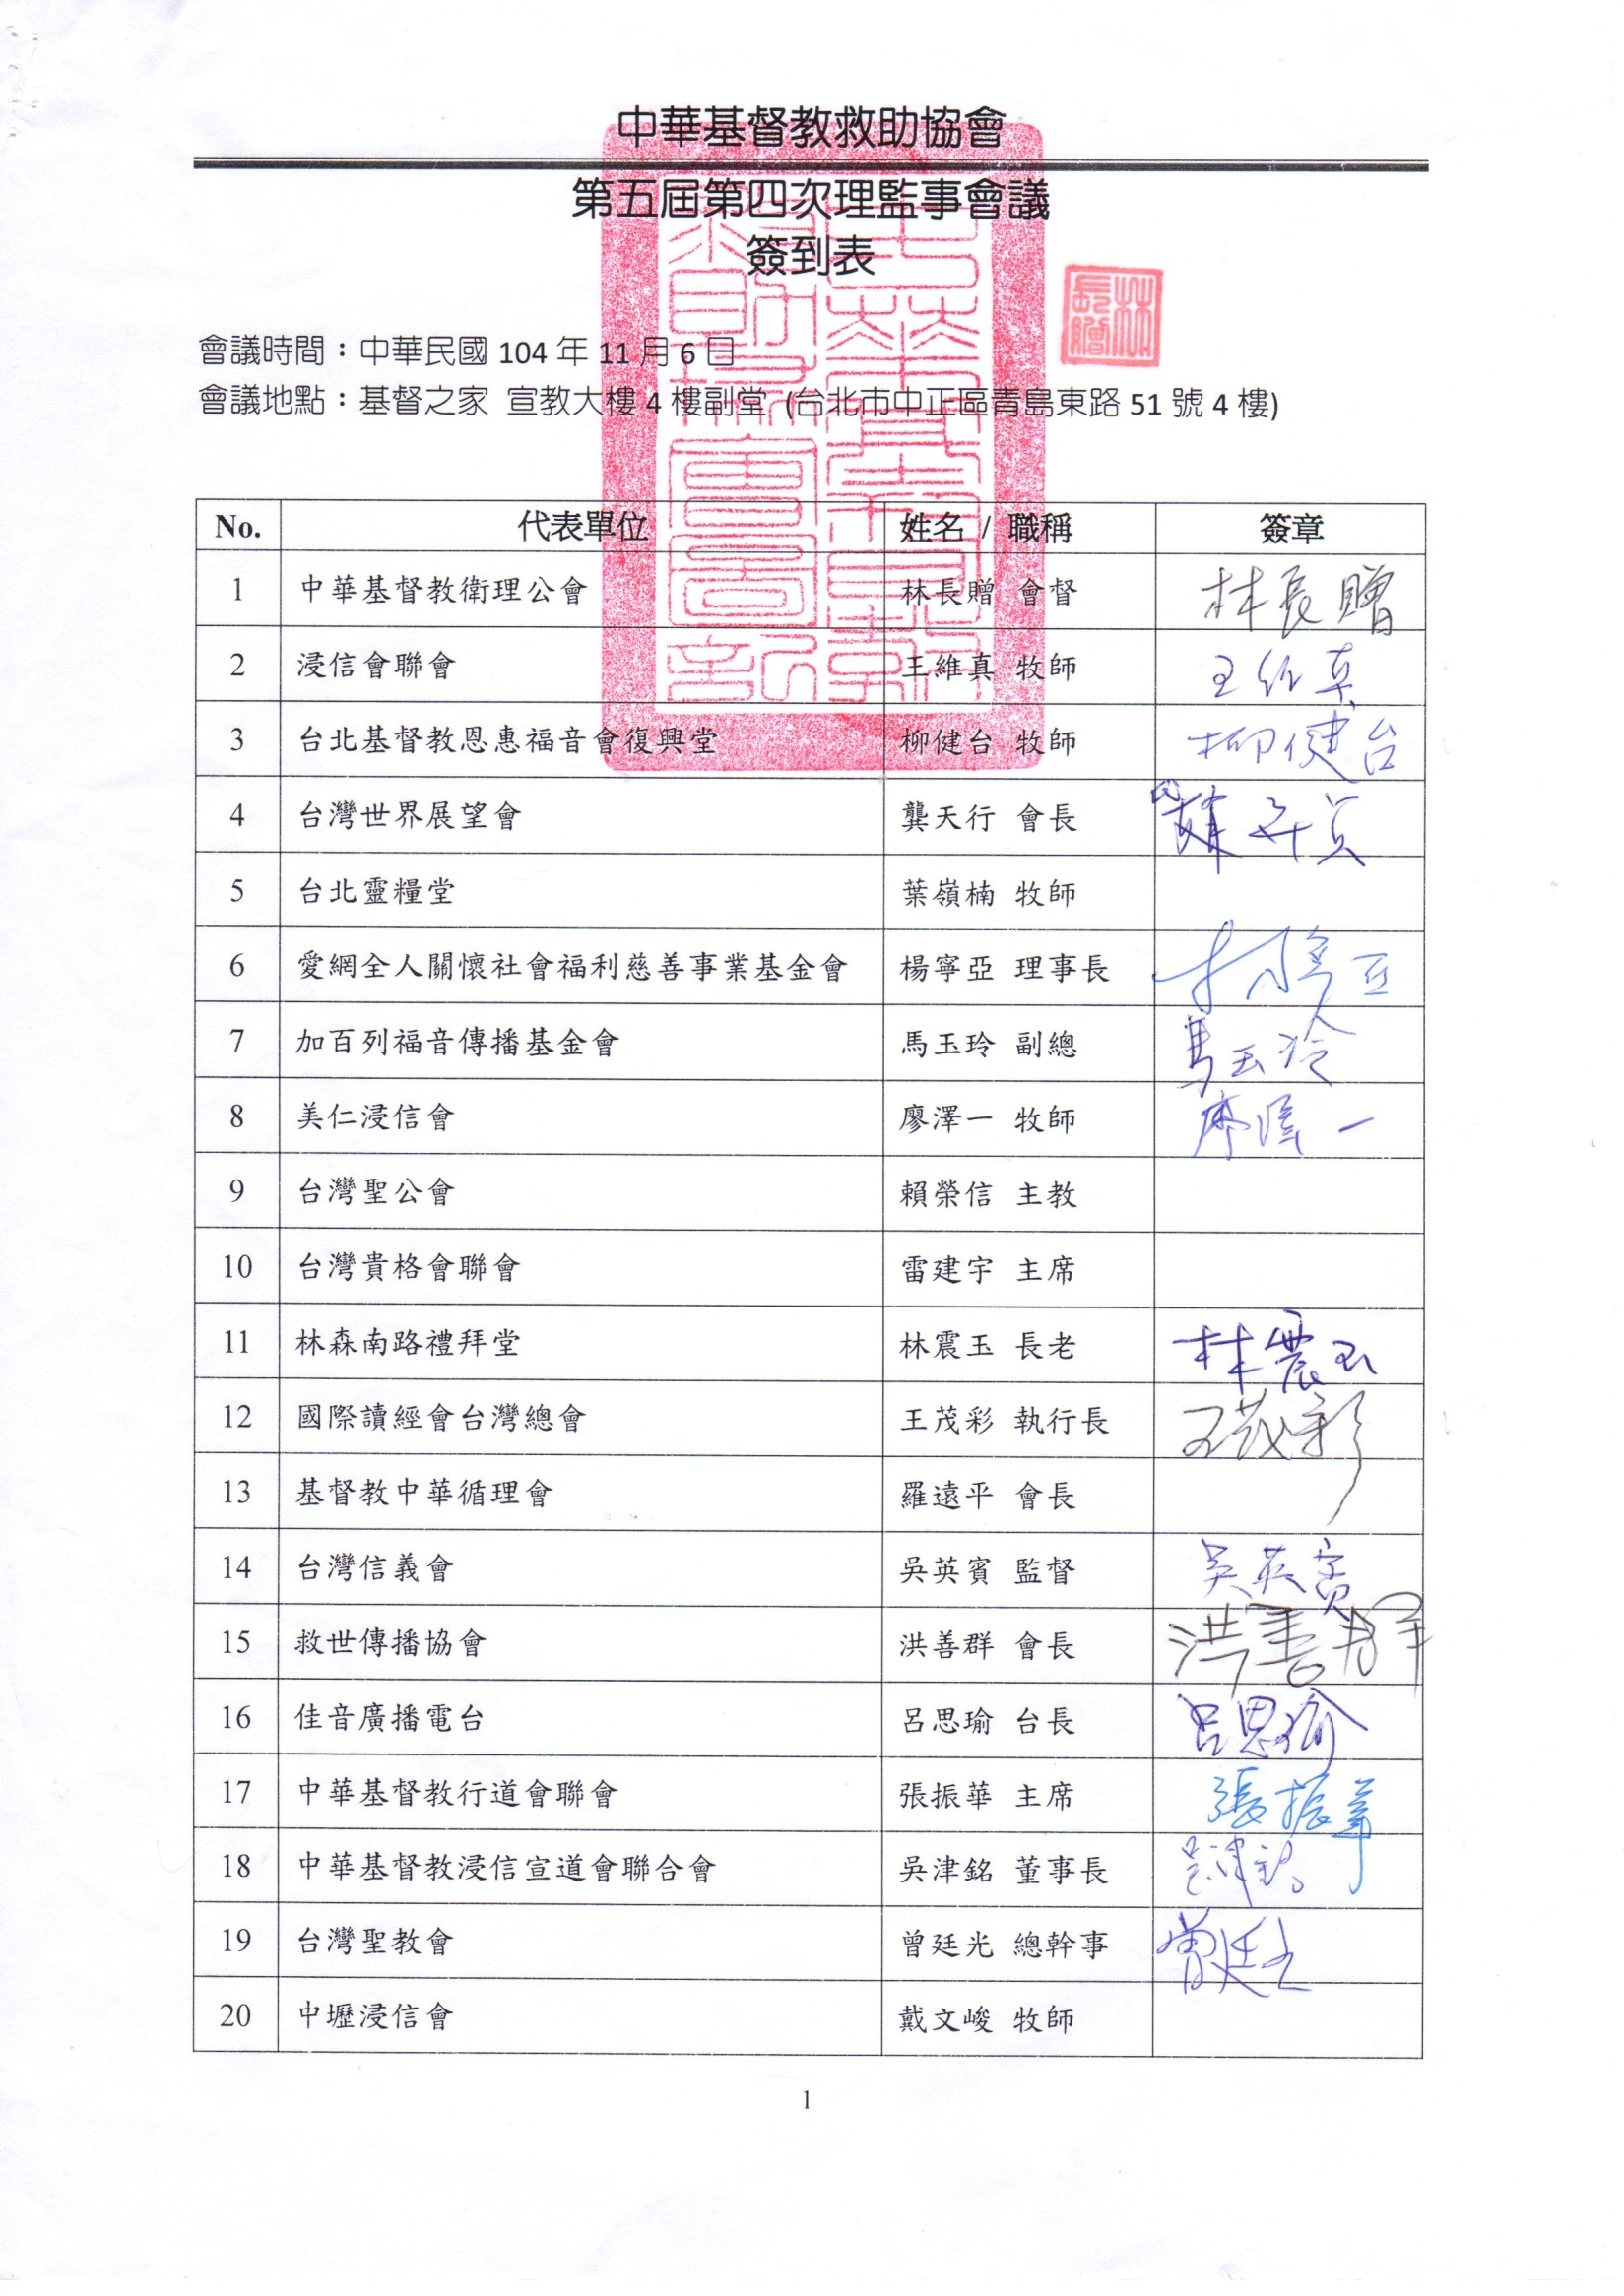 中華基督教救助協會
第五屆第四次理監事會議
簽到表
會議時間：中華民國 104 年 11 月 6 日
會議地點：基督之家 宣教大樓 4 樓副堂 (台北市中正區青島東路 51 號 4 樓)
No. 代表單位 姓名 / 職稱 簽章
1 中華基督教衛理公會 林長贈 會督 林長贈
2 浸信會聯會 王維真 牧師 王維真
3 台北基督教恩惠福音會復興堂 柳健台 牧師 柳健台
4 台灣世界展望會 龔天行 會長
5 台北靈糧堂 葉嶺楠 牧師
6 愛網全人關懷社會福利慈善事業基金會 楊寧亞 理事長 楊寧亞
7 加百列福音傳播基金會 馬玉玲 副總 馬玉玲
8 美仁浸信會 廖澤一 牧師 廖澤一
9 台灣聖公會 賴榮信 主教
10 台灣貴格會聯會 雷建宇 主席
11 林森南路禮拜堂 林震玉 長老 林震玉
12 國際讀經會台灣總會 王茂彩 執行長 王茂彩
13 基督教中華循理會 羅遠平 會長
14 台灣信義會 吳英賓 監督 吳英賓
15 救世傳播協會 洪善群 會長 洪善群
16 佳音廣播電台 呂思瑜 台長 呂思瑜
17 中華基督教行道會聯會 張振華 主席 張振華
18 中華基督教浸信宣道會聯合會 吳津銘 董事長 吳津銘
19 台灣聖教會 曾廷光 總幹事 曾廷光
20 中壢浸信會 戴文峻 牧師
1